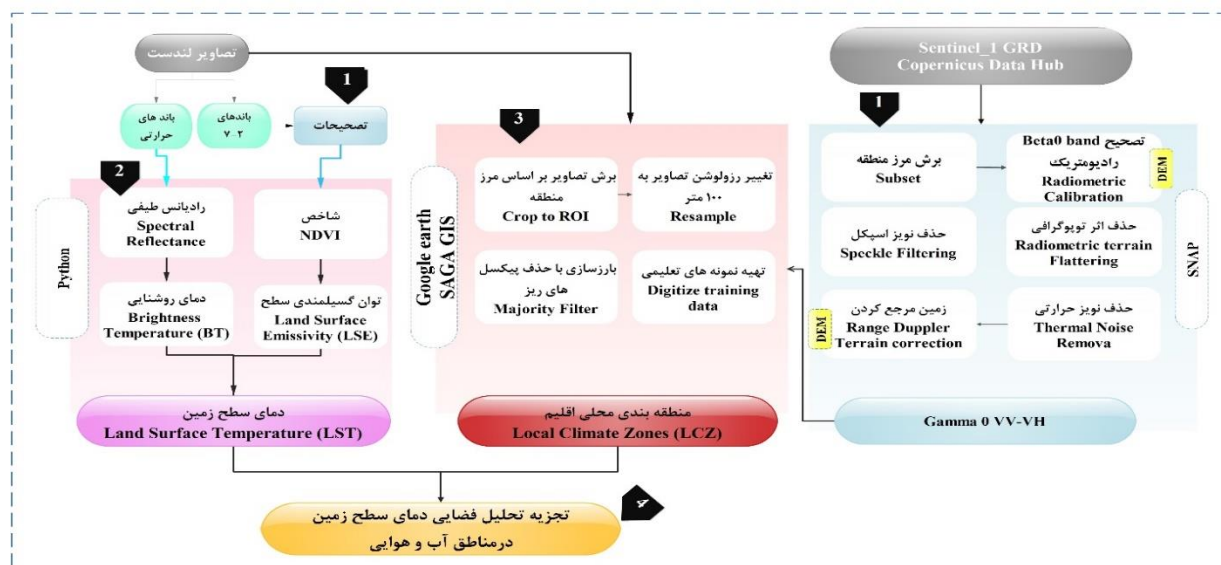 تصاویر لندست
1
باند های
حرارتی
باندهای
۷-۲
تصحیحات
2
Python
رادیانس طیفی
Spectral
Reflectance
شاخص
NDVI
دمای روشنایی
Brightness
Temperature (BT)
توان گسیلمندی سطح
Land Surface
Emissivity (LSE)
دمای سطح زمین
Land Surface Temperature (LST)
3
Google earth
SAGA GIS
برش تصاویر بر اساس مرز
منطقه
Crop to ROI
تغییر رزولوشن تصاویر به
۱۰۰ متر
Resample
بارزسازی با حذف پیکسل
های ریز
Majority Filter
تهیه نمونه های تعلیمی
Digitize training
data
منطقه بندی محلی اقلیم
Local Climate Zones (LCZ)
Sentinel_1 GRD
Copernicus Data Hub
1
برش مرز منطقه
Subset
تصحیح Beta0 band
رادیومتریک
Radiometric
Calibration
DEM
حذف نویز اسپکل
Speckle Filtering
حذف اثر توپوگرافی
Radiometric terrain
Flattering
SNAP
زمین مرجع کردن
Range Duppler
Terrain correction
DEM
حذف نویز حرارتی
Thermal Noise
Remova
Gamma 0 VV-VH
4
تجزیه تحلیل فضایی دمای سطح زمین
درمناطق آب و هوایی